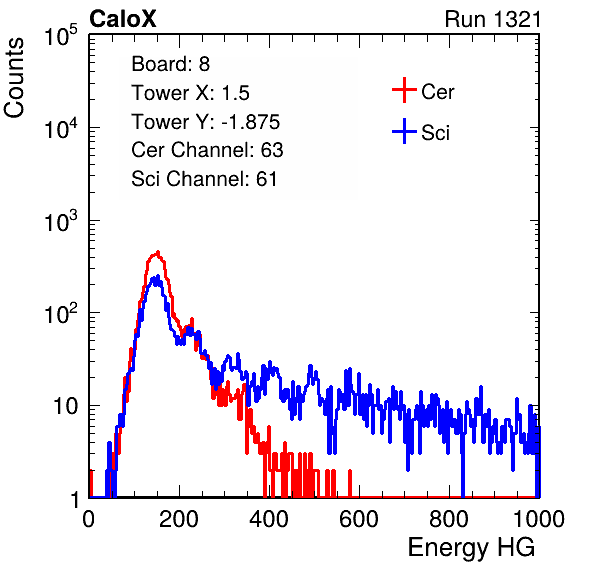 CaloX Run 1321
Counts
10^5
10^4
10^3
10^2
10
1
Board: 8
Tower X: 1.5
Tower Y: -1.875
Cer Channel: 63
Sci Channel: 61
Cer
Sci
0 200 400 600 800 1000
Energy HG